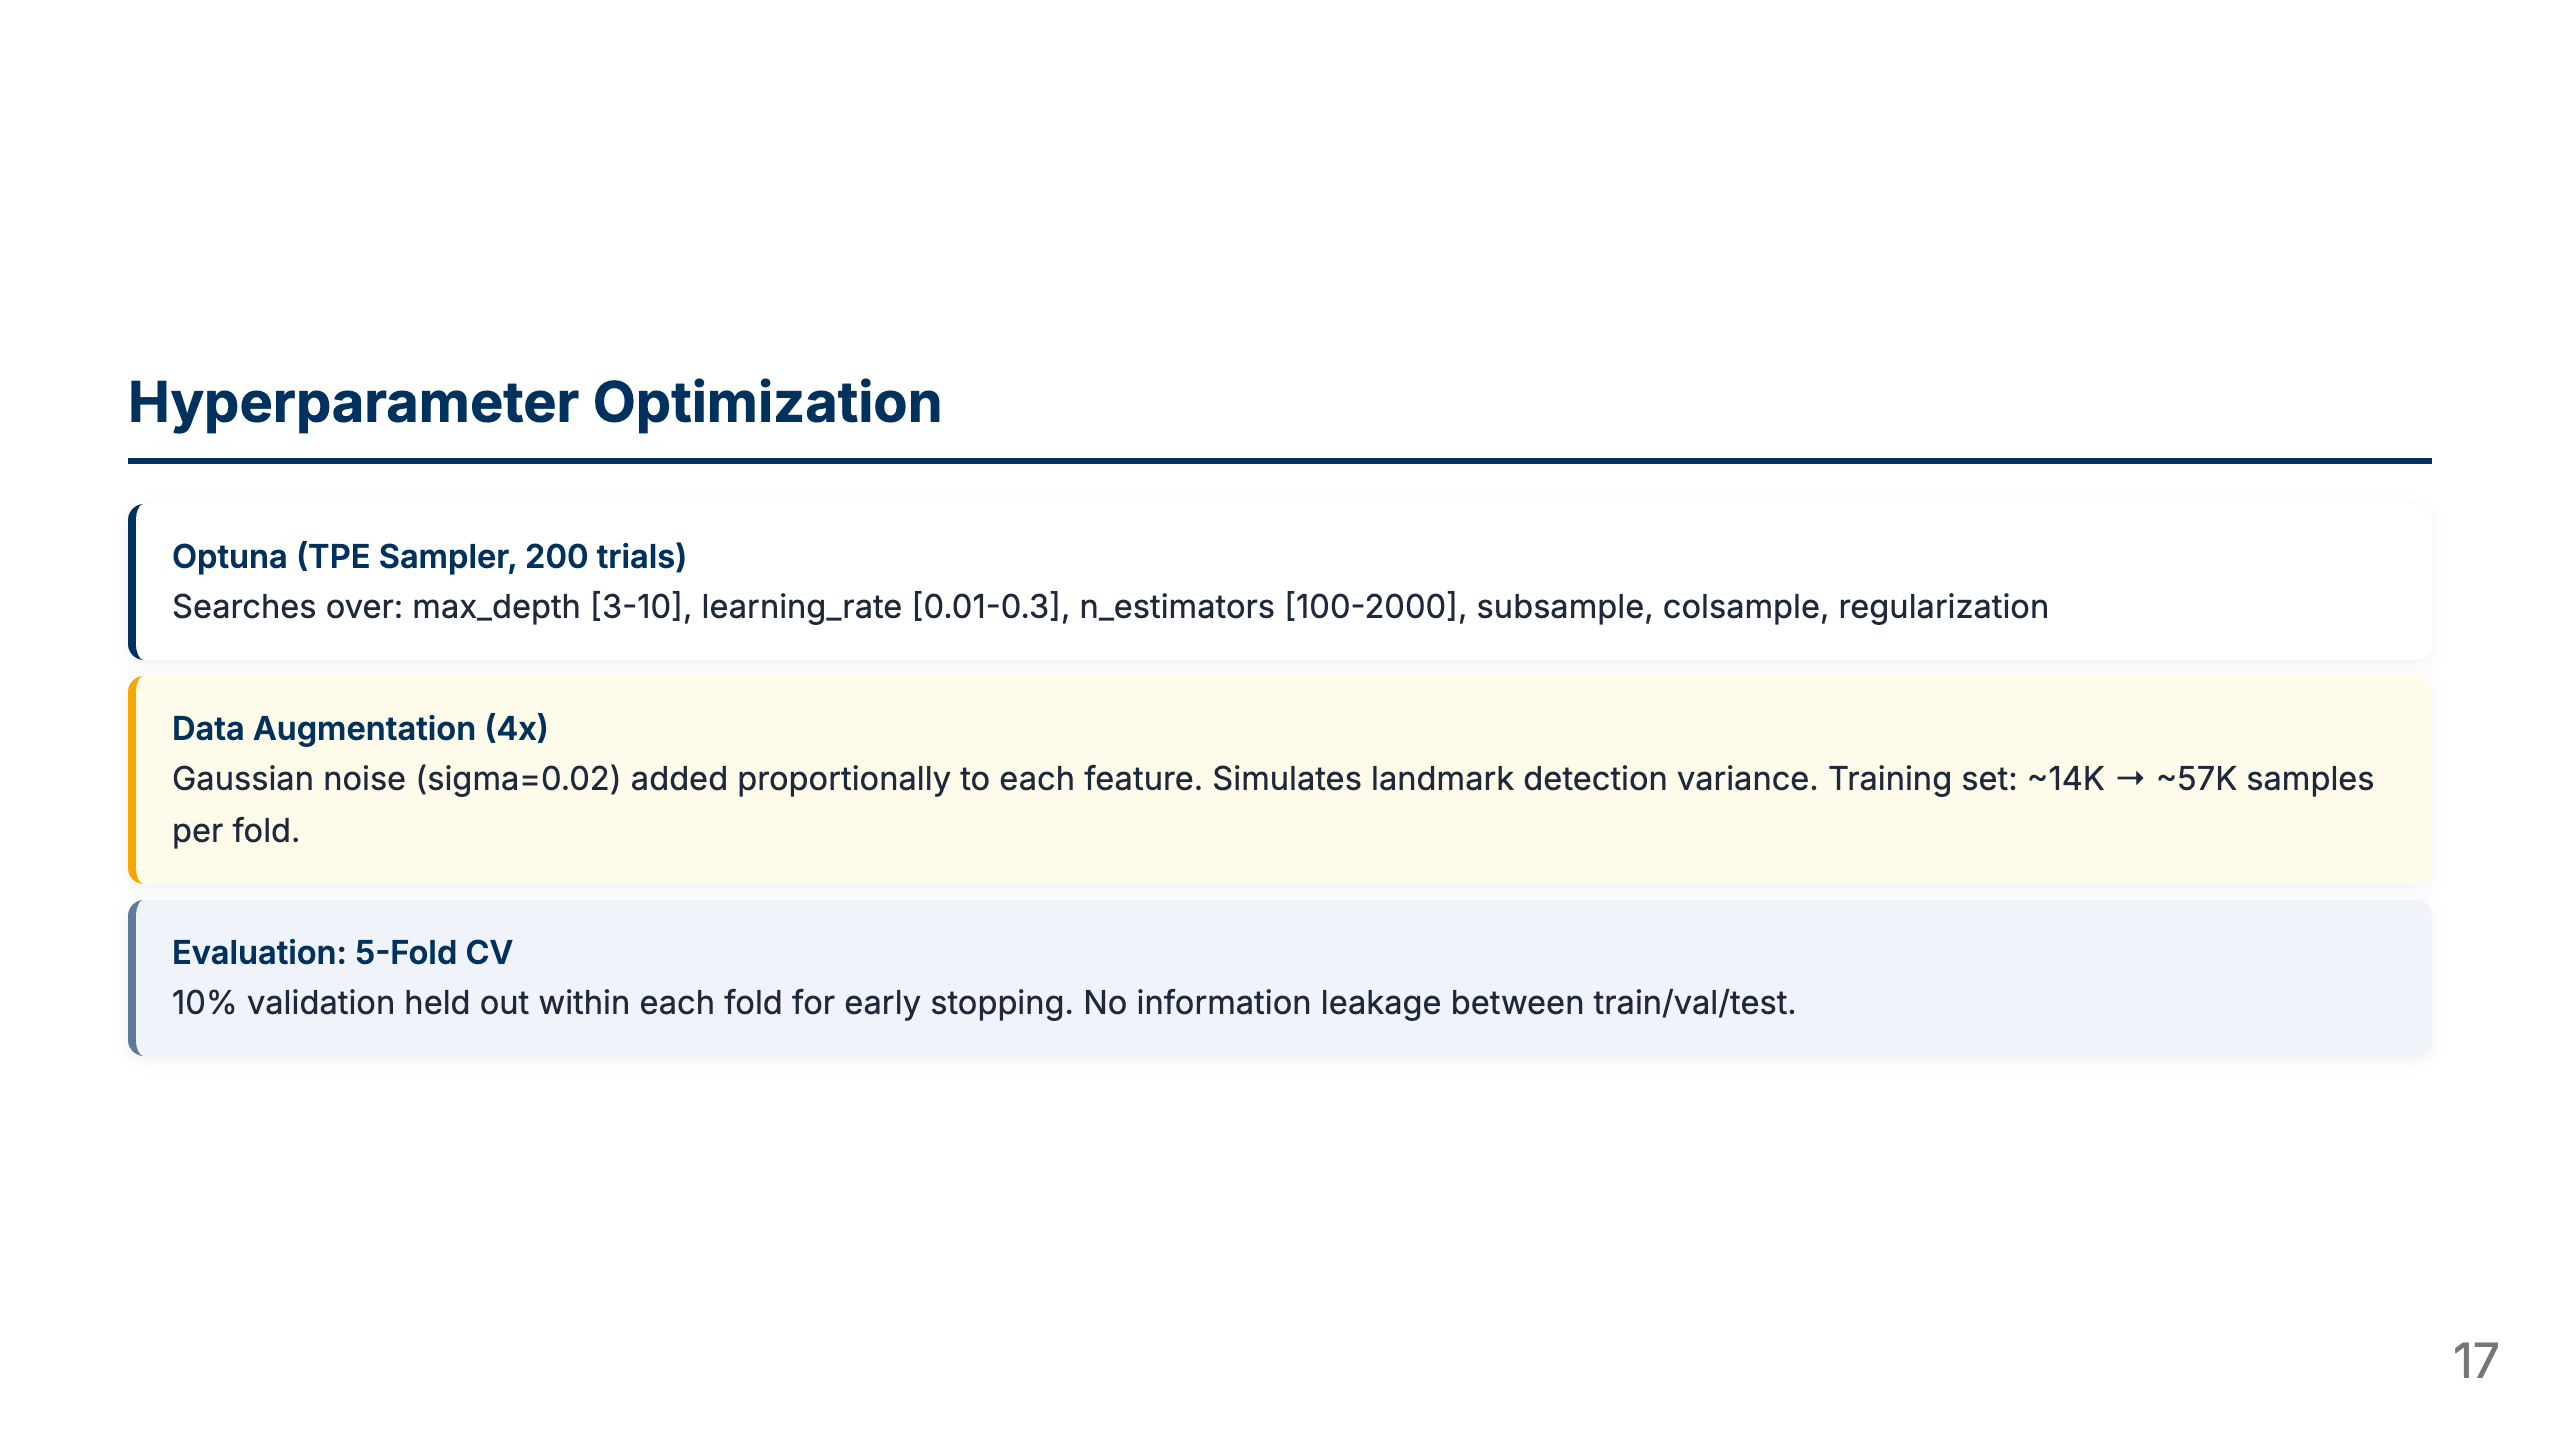 Hyperparameter Optimization
Optuna (TPE Sampler, 200 trials)
Searches over: max_depth [3-10], learning_rate [0.01-0.3], n_estimators [100-2000], subsample, colsample, regularization
Data Augmentation (4x)
Gaussian noise (sigma=0.02) added proportionally to each feature. Simulates landmark detection variance. Training set: ~14K → ~57K samples
per fold.
Evaluation: 5-Fold CV
10% validation held out within each fold for early stopping. No information leakage between train/val/test.
17